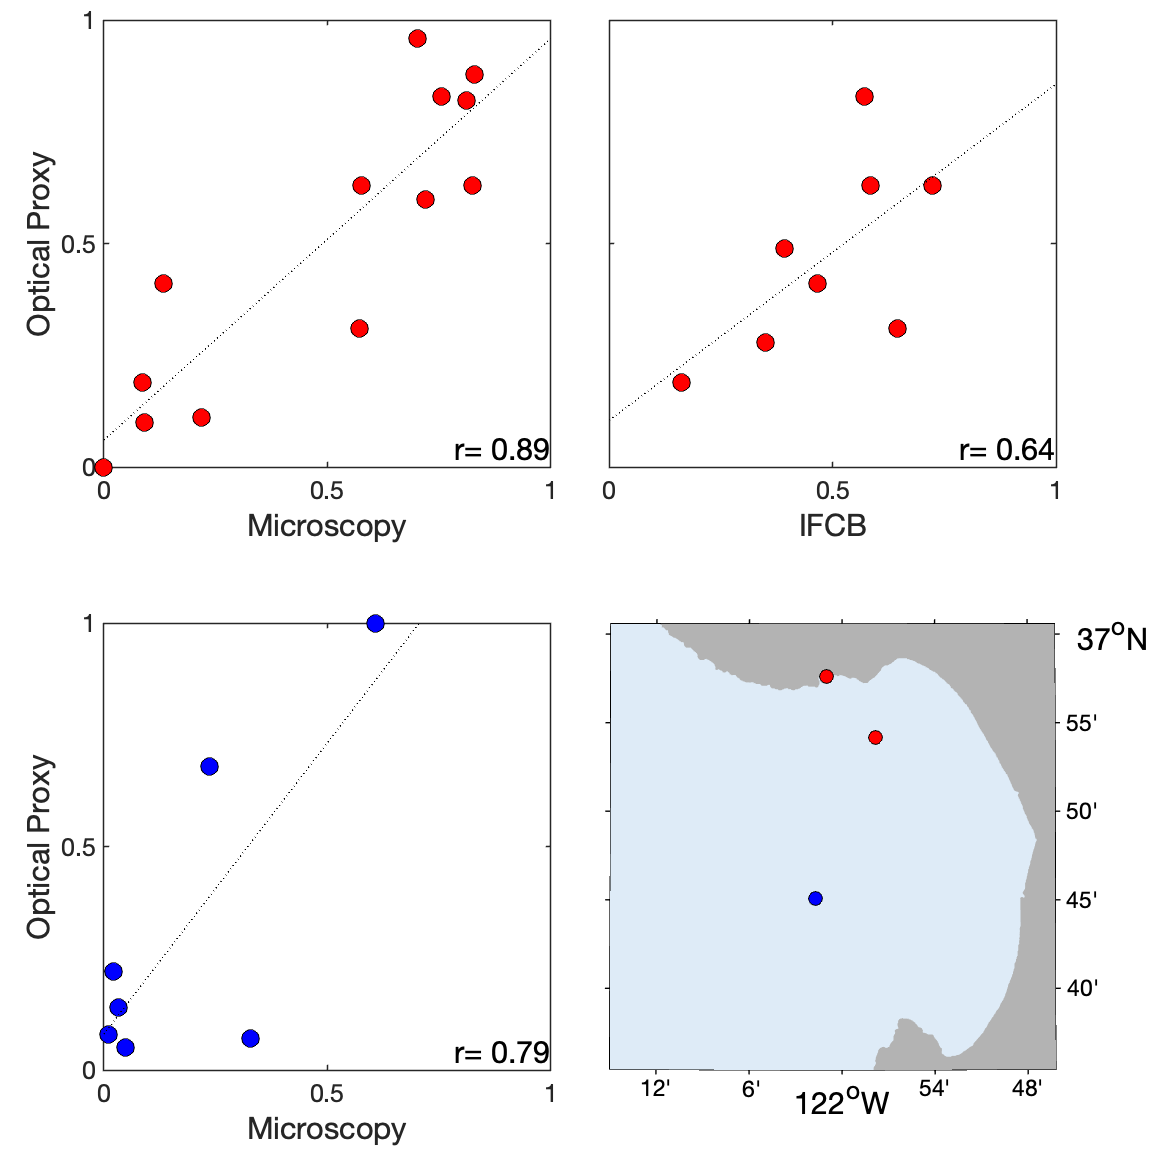 1
0.5
0
Optical Proxy
r= 0.89
0 0.5 1
Microscopy
r= 0.64
0 0.5 1
IFCB
1
0.5
0
Optical Proxy
r= 0.79
0 0.5 1
Microscopy
37°N
55'
50'
45'
40'
12' 6' 122°W 54' 48'